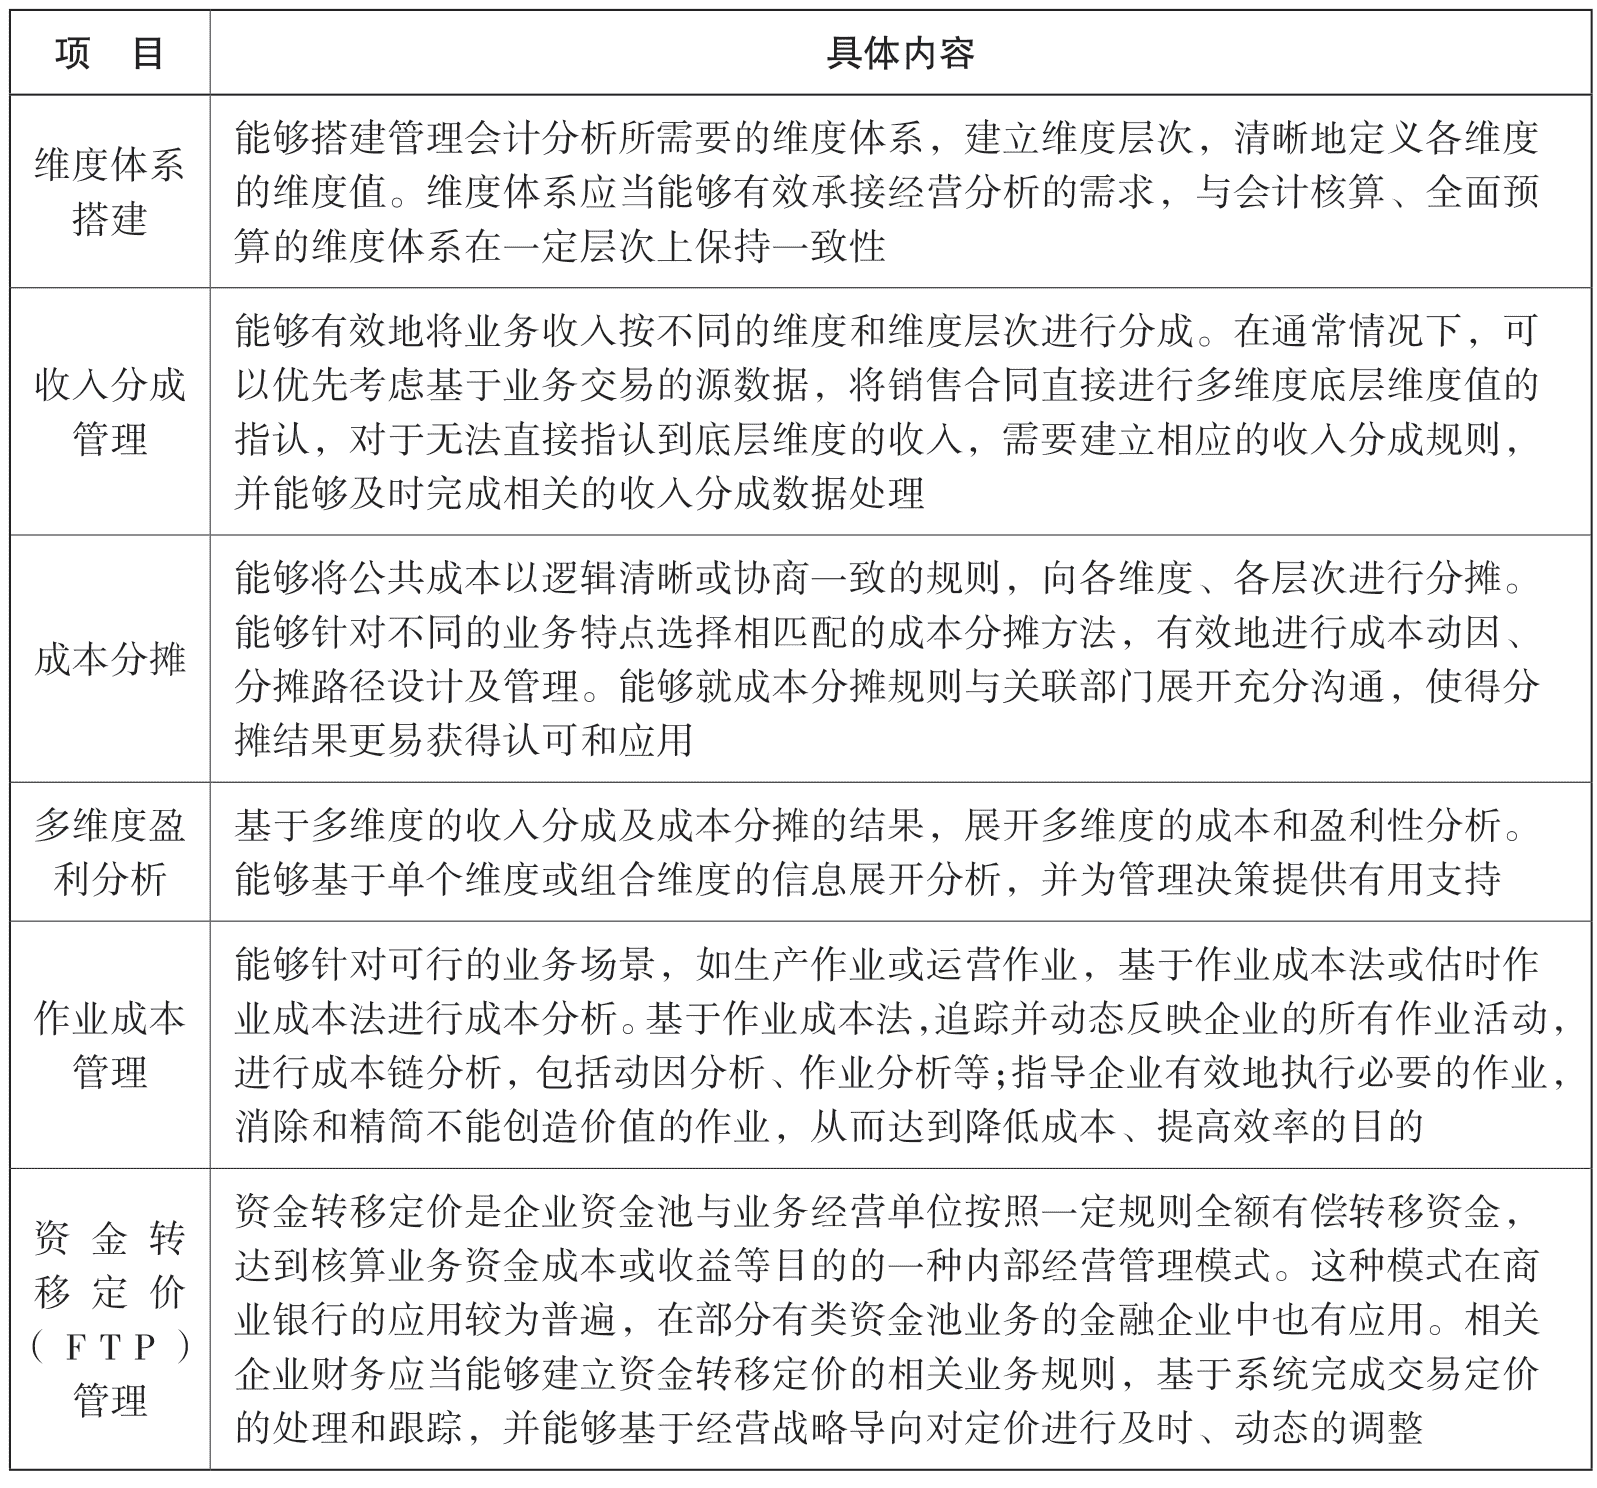 项 目
具体内容
维度体系
搭建
能够搭建管理会计分析所需要的维度体系，建立维度层次，清晰地定义各维度
的维度值。维度体系应当能够有效承接经营分析的需求，与会计核算、全面预
算的维度体系在一定层次上保持一致性
收入分成
管理
能够有效地将业务收入按不同的维度和维度层次进行分成。在通常情况下，可
以优先考虑基于业务交易的源数据，将销售合同直接进行多维度底层维度值的
指认，对于无法直接指认到底层维度的收入，需要建立相应的收入分成规则，
并能够及时完成相关的收入分成数据处理
成本分摊
能够将公共成本以逻辑清晰或协商一致的规则，向各维度、各层次进行分摊。
能够针对不同的业务特点选择相匹配的成本分摊方法，有效地进行成本动因、
分摊路径设计及管理。能够就成本分摊规则与关联部门展开充分沟通，使得分
摊结果更易获得认可和应用
多维度盈
利分析
基于多维度的收入分成及成本分摊的结果，展开多维度的成本和盈利性分析。
能够基于单个维度或组合维度的信息展开分析，并为管理决策提供有用支持
作业成本
管理
能够针对可行的业务场景，如生产作业或运营作业，基于作业成本法或估时作
业成本法进行成本分析。基于作业成本法，追踪并动态反映企业的所有作业活动，
进行成本链分析，包括动因分析、作业分析等；指导企业有效地执行必要的作业，
消除和精简不能创造价值的作业，从而达到降低成本、提高效率的目的
资金转
移定价
（FTP）
管理
资金转移定价是企业资金池与业务经营单位按照一定规则全额有偿转移资金，
达到核算业务资金成本或收益等目的的一种内部经营管理模式。这种模式在商
业银行的应用较为普遍，在部分有类资金池业务的金融企业中也有应用。相关
企业财务应当能够建立资金转移定价的相关业务规则，基于系统完成交易定价
的处理和跟踪，并能够基于经营战略导向对定价进行及时、动态的调整